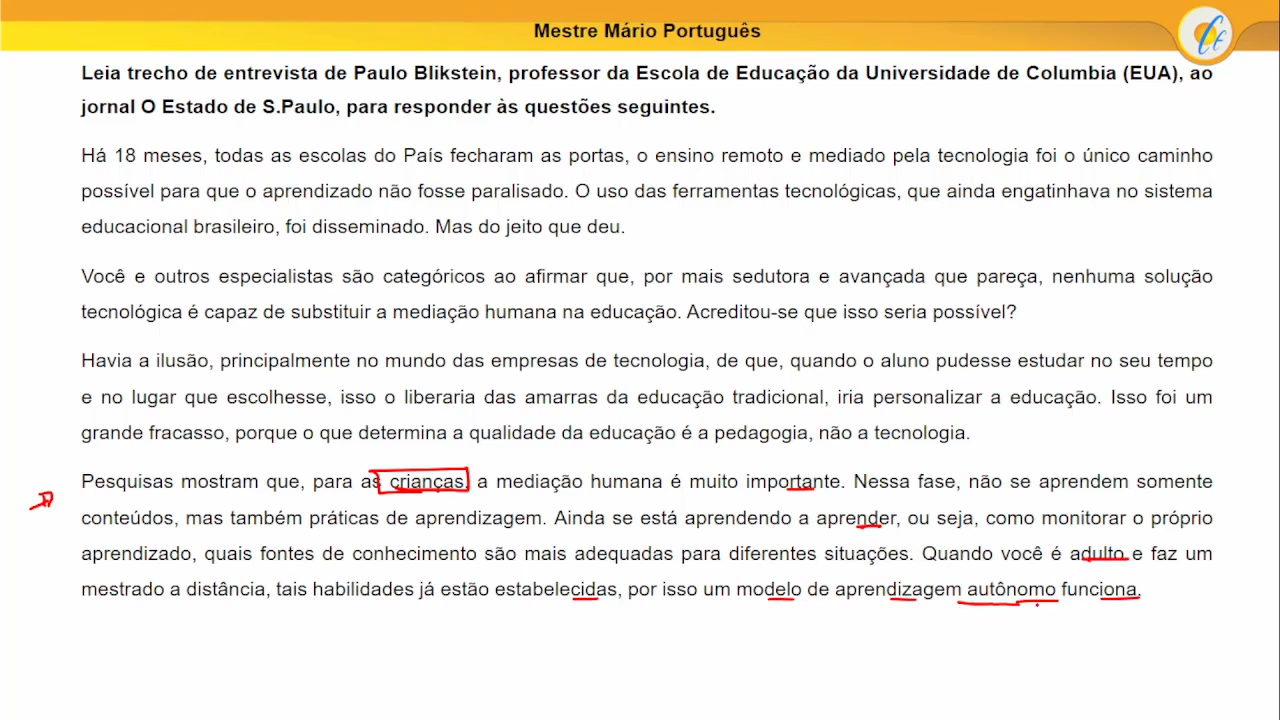 Mestre Mário Português
Leia trecho de entrevista de Paulo Blikstein, professor da Escola de Educação da Universidade de Columbia (EUA), ao
jornal O Estado de S.Paulo, para responder às questões seguintes.
Há 18 meses, todas as escolas do País fecharam as portas, o ensino remoto e mediado pela tecnologia foi o único caminho
possível para que o aprendizado não fosse paralisado. O uso das ferramentas tecnológicas, que ainda engatinhava no sistema
educacional brasileiro, foi disseminado. Mas do jeito que deu.
Você e outros especialistas são categóricos ao afirmar que, por mais sedutora e avançada que pareça, nenhuma solução
tecnológica é capaz de substituir a mediação humana na educação. Acreditou-se que isso seria possível?
Havia a ilusão, principalmente no mundo das empresas de tecnologia, de que, quando o aluno pudesse estudar no seu tempo
e no lugar que escolhesse, isso o liberaria das amarras da educação tradicional, iria personalizar a educação. Isso foi um
grande fracasso, porque o que determina a qualidade da educação é a pedagogia, não a tecnologia.
Pesquisas mostram que, para as crianças, a mediação humana é muito importante. Nessa fase, não se aprendem somente
conteúdos, mas também práticas de aprendizagem. Ainda se está aprendendo a aprender, ou seja, como monitorar o próprio
aprendizado, quais fontes de conhecimento são mais adequadas para diferentes situações. Quando você é adulto e faz um
mestrado a distância, tais habilidades já estão estabelecidas, por isso um modelo de aprendizagem autônomo funciona.